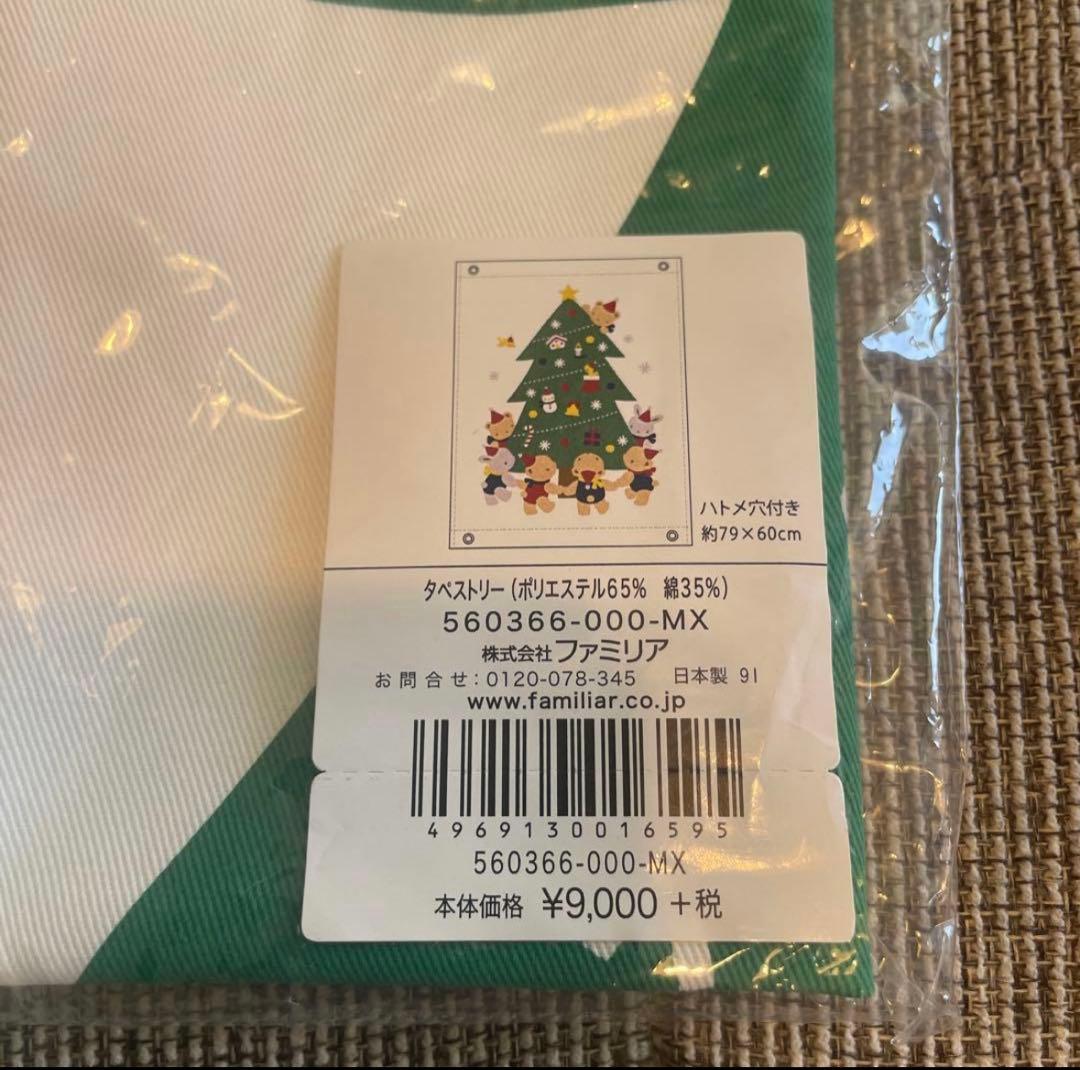 ハトメ穴付き
約79×60cm
タペストリー(ポリエステル65% 綿35%)
560366-000-MX
株式会社ファミリア
お問合せ:0120-078-345 日本製 91
www.familiar.co.jp
4969130016595
560366-000-MX
本体価格 ¥9,000+税